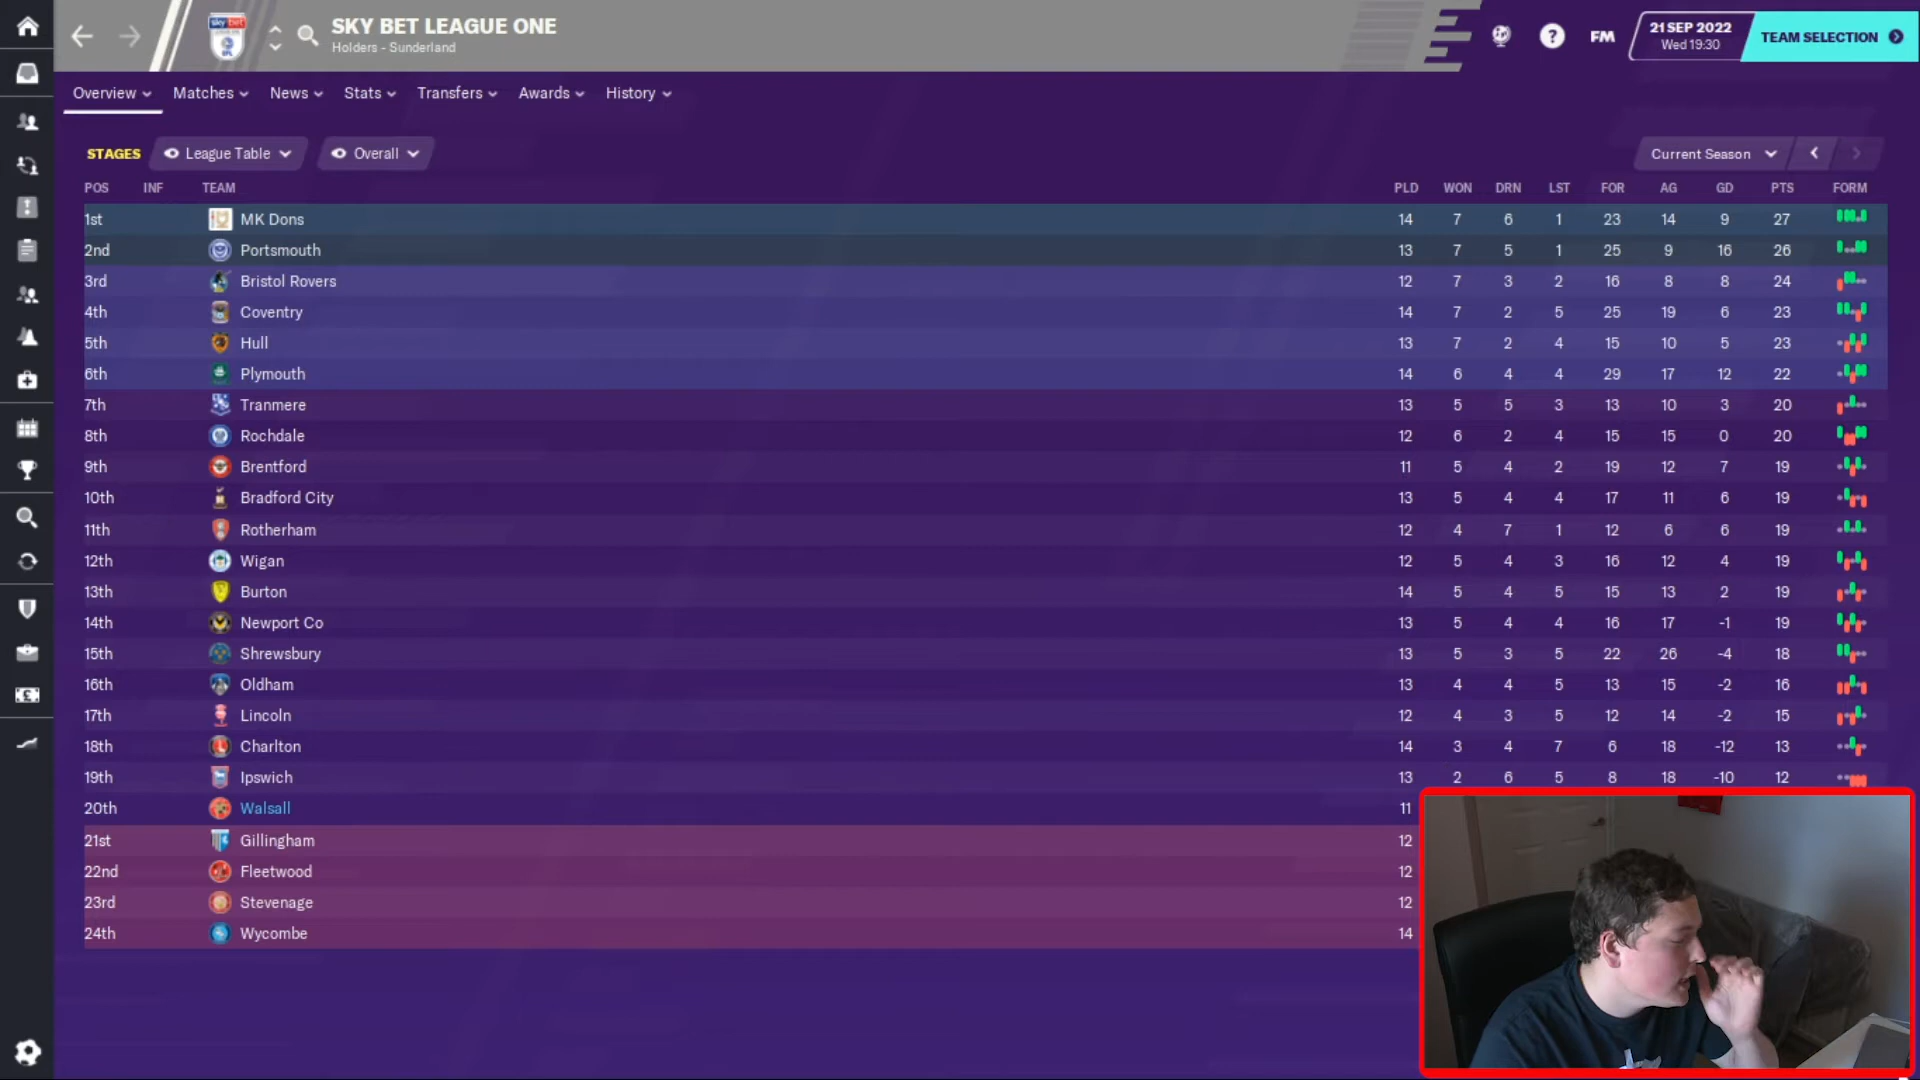 SKY BET LEAGUE ONE
Holders - Sunderland
FM
21 SEP 2022
Wed 19:30
TEAM SELECTION
Overview Matches News Stats Transfers Awards History
STAGES League Table Overall Current Season
POS INF TEAM PLD WON DRN LST FOR AG GD PTS FORM
1st MK Dons 14 7 6 1 23 14 9 27
2nd Portsmouth 13 7 5 1 25 9 16 26
3rd Bristol Rovers 12 7 3 2 16 8 8 24
4th Coventry 14 7 2 5 25 19 6 23
5th Hull 13 7 2 4 15 10 5 23
6th Plymouth 14 6 4 4 29 17 12 22
7th Tranmere 13 5 5 3 13 10 3 20
8th Rochdale 12 6 2 4 15 15 0 20
9th Brentford 11 5 4 2 19 12 7 19
10th Bradford City 13 5 4 4 17 11 6 19
11th Rotherham 12 4 7 1 12 6 6 19
12th Wigan 12 5 4 3 16 12 4 19
13th Burton 14 5 4 5 15 13 2 19
14th Newport Co 13 5 4 4 16 17 -1 19
15th Shrewsbury 13 5 3 5 22 26 -4 18
16th Oldham 13 4 4 5 13 15 -2 16
17th Lincoln 12 4 3 5 12 14 -2 15
18th Charlton 14 3 4 7 6 18 -12 13
19th Ipswich 13 2 6 5 8 18 -10 12
20th Walsall 11
21st Gillingham 12
22nd Fleetwood 12
23rd Stevenage 12
24th Wycombe 14